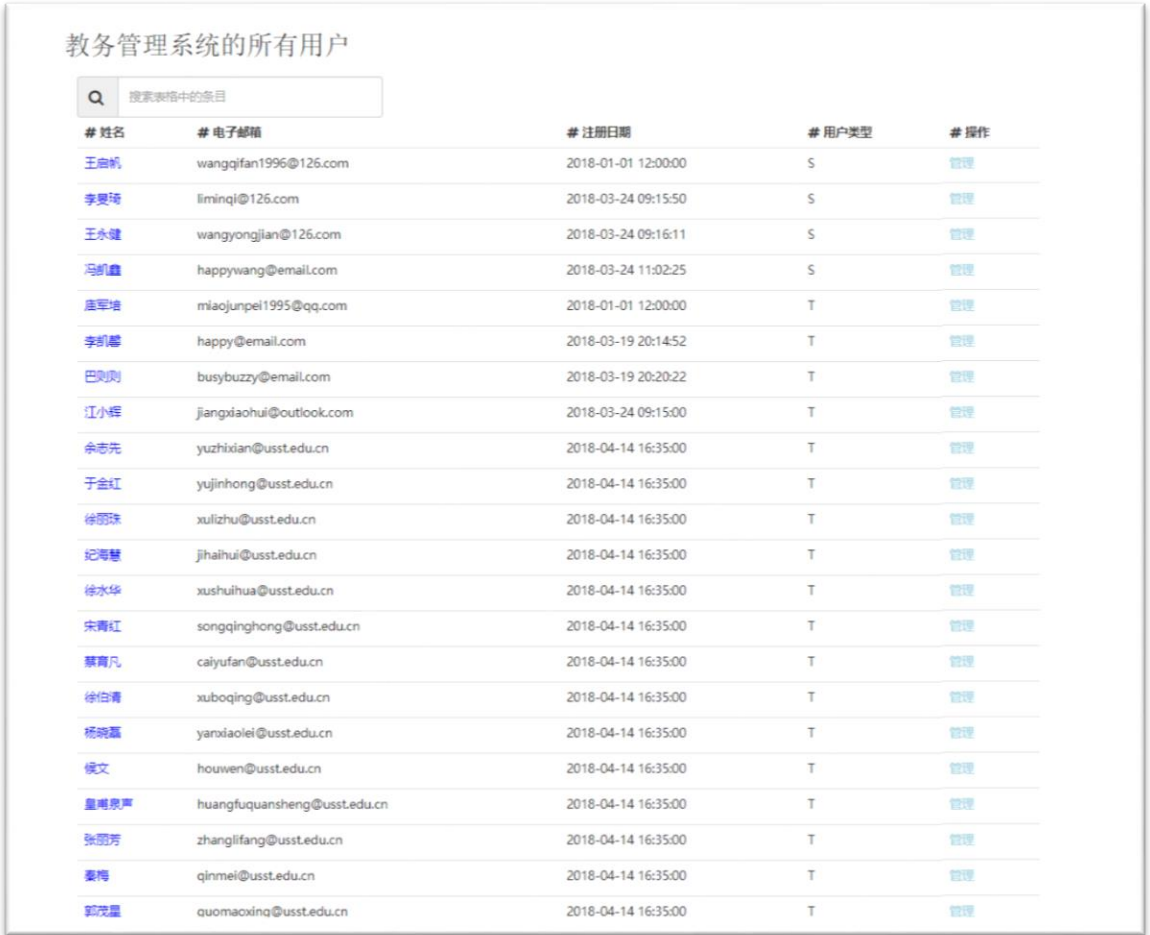 教务管理系统的所有用户
搜索表格中的条目
# 姓名 # 电子邮箱 # 注册日期 # 用户类型 # 操作
王启帆 wangqifan1996@126.com 2018-01-01 12:00:00 S 管理
李旻琦 liminqi@126.com 2018-03-24 09:15:50 S 管理
王永健 wangyongjian@126.com 2018-03-24 09:16:11 S 管理
冯凯鑫 happywang@email.com 2018-03-24 11:02:25 S 管理
miaojunpei1995@qq.com 2018-01-01 12:00:00 T 管理
李凯馨 happy@email.com 2018-03-19 20:14:52 T 管理
巴则则 busybuzzy@email.com 2018-03-19 20:20:22 T 管理
江小辉 jiangxiaohui@outlook.com 2018-03-24 09:15:00 T 管理
余志先 yuzhixian@usst.edu.cn 2018-04-14 16:35:00 T 管理
于金红 yujinhong@usst.edu.cn 2018-04-14 16:35:00 T 管理
徐丽珠 xulizhu@usst.edu.cn 2018-04-14 16:35:00 T 管理
纪海慧 jihaihui@usst.edu.cn 2018-04-14 16:35:00 T 管理
徐水华 xushuihua@usst.edu.cn 2018-04-14 16:35:00 T 管理
宋青红 songqinghong@usst.edu.cn 2018-04-14 16:35:00 T 管理
蔡育凡 caiyufan@usst.edu.cn 2018-04-14 16:35:00 T 管理
徐伯清 xuboqing@usst.edu.cn 2018-04-14 16:35:00 T 管理
杨晓磊 yanxiaolei@usst.edu.cn 2018-04-14 16:35:00 T 管理
候文 houwen@usst.edu.cn 2018-04-14 16:35:00 T 管理
皇甫泉声 huangfuquansheng@usst.edu.cn 2018-04-14 16:35:00 T 管理
张丽芳 zhanglifang@usst.edu.cn 2018-04-14 16:35:00 T 管理
秦梅 qinmei@usst.edu.cn 2018-04-14 16:35:00 T 管理
郭茂星 guomaoxing@usst.edu.cn 2018-04-14 16:35:00 T 管理